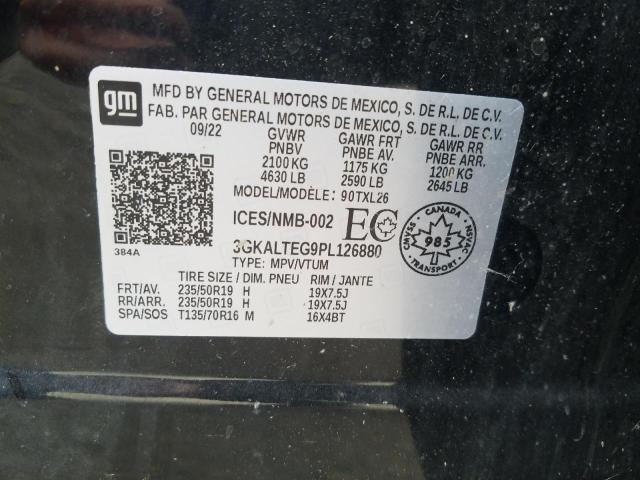 gm
MFD BY GENERAL MOTORS DE MEXICO, S. DE R.L. DE C.V.
FAB. PAR GENERAL MOTORS DE MEXICO, S. DE R.L. DE C.V.
09/22 GVWR GAWR FRT GAWR RR
PNBV PNBE AV. PNBE ARR.
2100 KG 1175 KG 1200 KG
4630 LB 2590 LB 2645 LB
MODEL/MODÈLE: 90TXL26
ICES/NMB-002 EC
CANADA
CMVSS 985 NSVAC
TRANSPORT
3GKALTEG9PL126880
3B4A
TYPE: MPV/VTUM
TIRE SIZE / DIM. PNEU RIM / JANTE
FRT/AV. 235/50R19 H 19X7.5J
RR/ARR. 235/50R19 H 19X7.5J
SPA/SOS T135/70R16 M 16X4BT